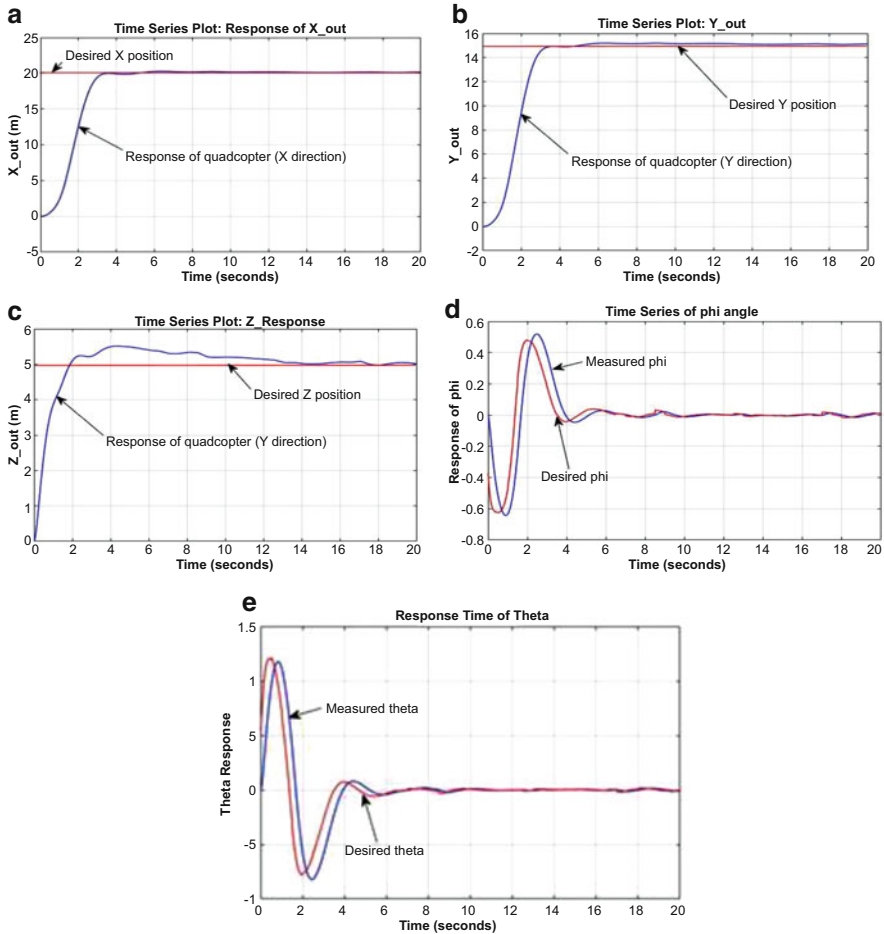 a
Time Series Plot: Response of X_out
25
20
15
10
5
0
-5
X_out (m)
Desired X position
Response of quadcopter (X direction)
0 2 4 6 8 10 12 14 16 18 20
Time (seconds)
b
Time Series Plot: Y_out
16
14
12
10
8
6
4
2
0
-2
Y_out
Desired Y position
Response of quadcopter (Y direction)
0 2 4 6 8 10 12 14 16 18 20
Time (seconds)
c
Time Series Plot: Z_Response
6
5
4
3
2
1
0
Z_out (m)
Desired Z position
Response of quadcopter (Y direction)
0 2 4 6 8 10 12 14 16 18 20
Time (seconds)
d
Time Series of phi angle
0.6
0.4
0.2
0
-0.2
-0.4
-0.6
-0.8
Response of phi
Measured phi
Desired phi
0 2 4 6 8 10 12 14 16 18 20
Time (seconds)
e
Response Time of Theta
1.5
1
5
0
-5
-1
Theta Response
Measured theta
Desired theta
0 2 4 6 8 10 12 14 16 18 20
Time (seconds)